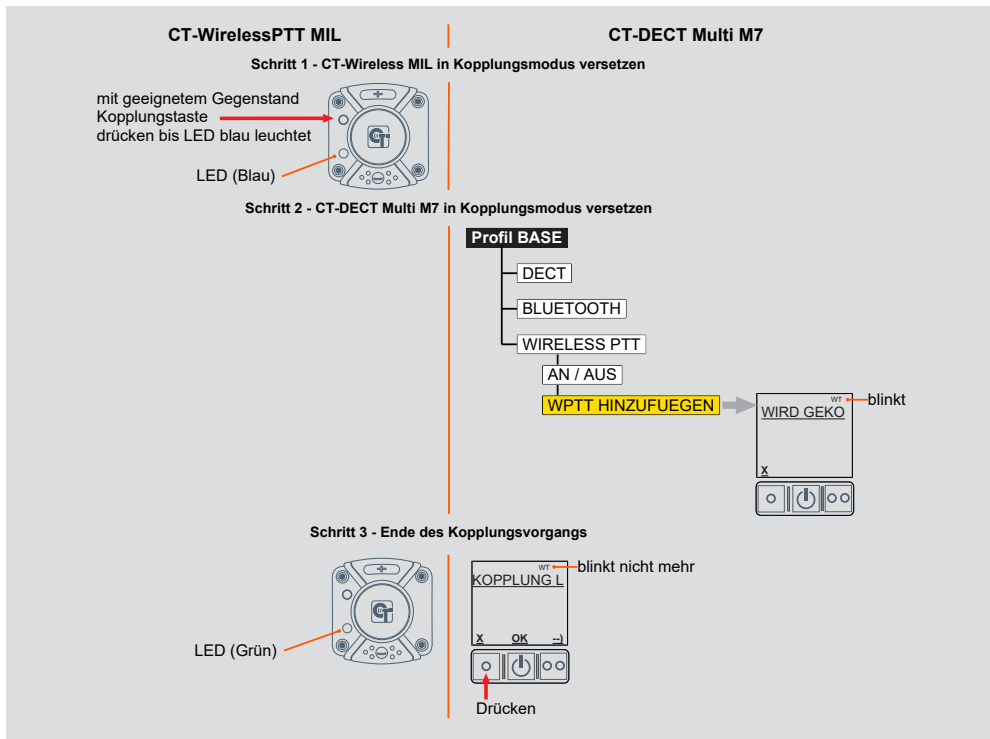 CT-WirelessPTT MIL
CT-DECT Multi M7
Schritt 1 - CT-Wireless MIL in Kopplungsmodus versetzen
mit geeignetem Gegenstand
Kopplungstaste
drücken bis LED blau leuchtet
LED (Blau)
Schritt 2 - CT-DECT Multi M7 in Kopplungsmodus versetzen
Profil BASE
DECT
BLUETOOTH
WIRELESS PTT
AN / AUS
WPTT HINZUFUEGEN
WT
blinkt
WIRD GEKO
X
Schritt 3 - Ende des Kopplungsvorgangs
LED (Grün)
WT
blinkt nicht mehr
KOPPLUNG L
X OK --)
Drücken